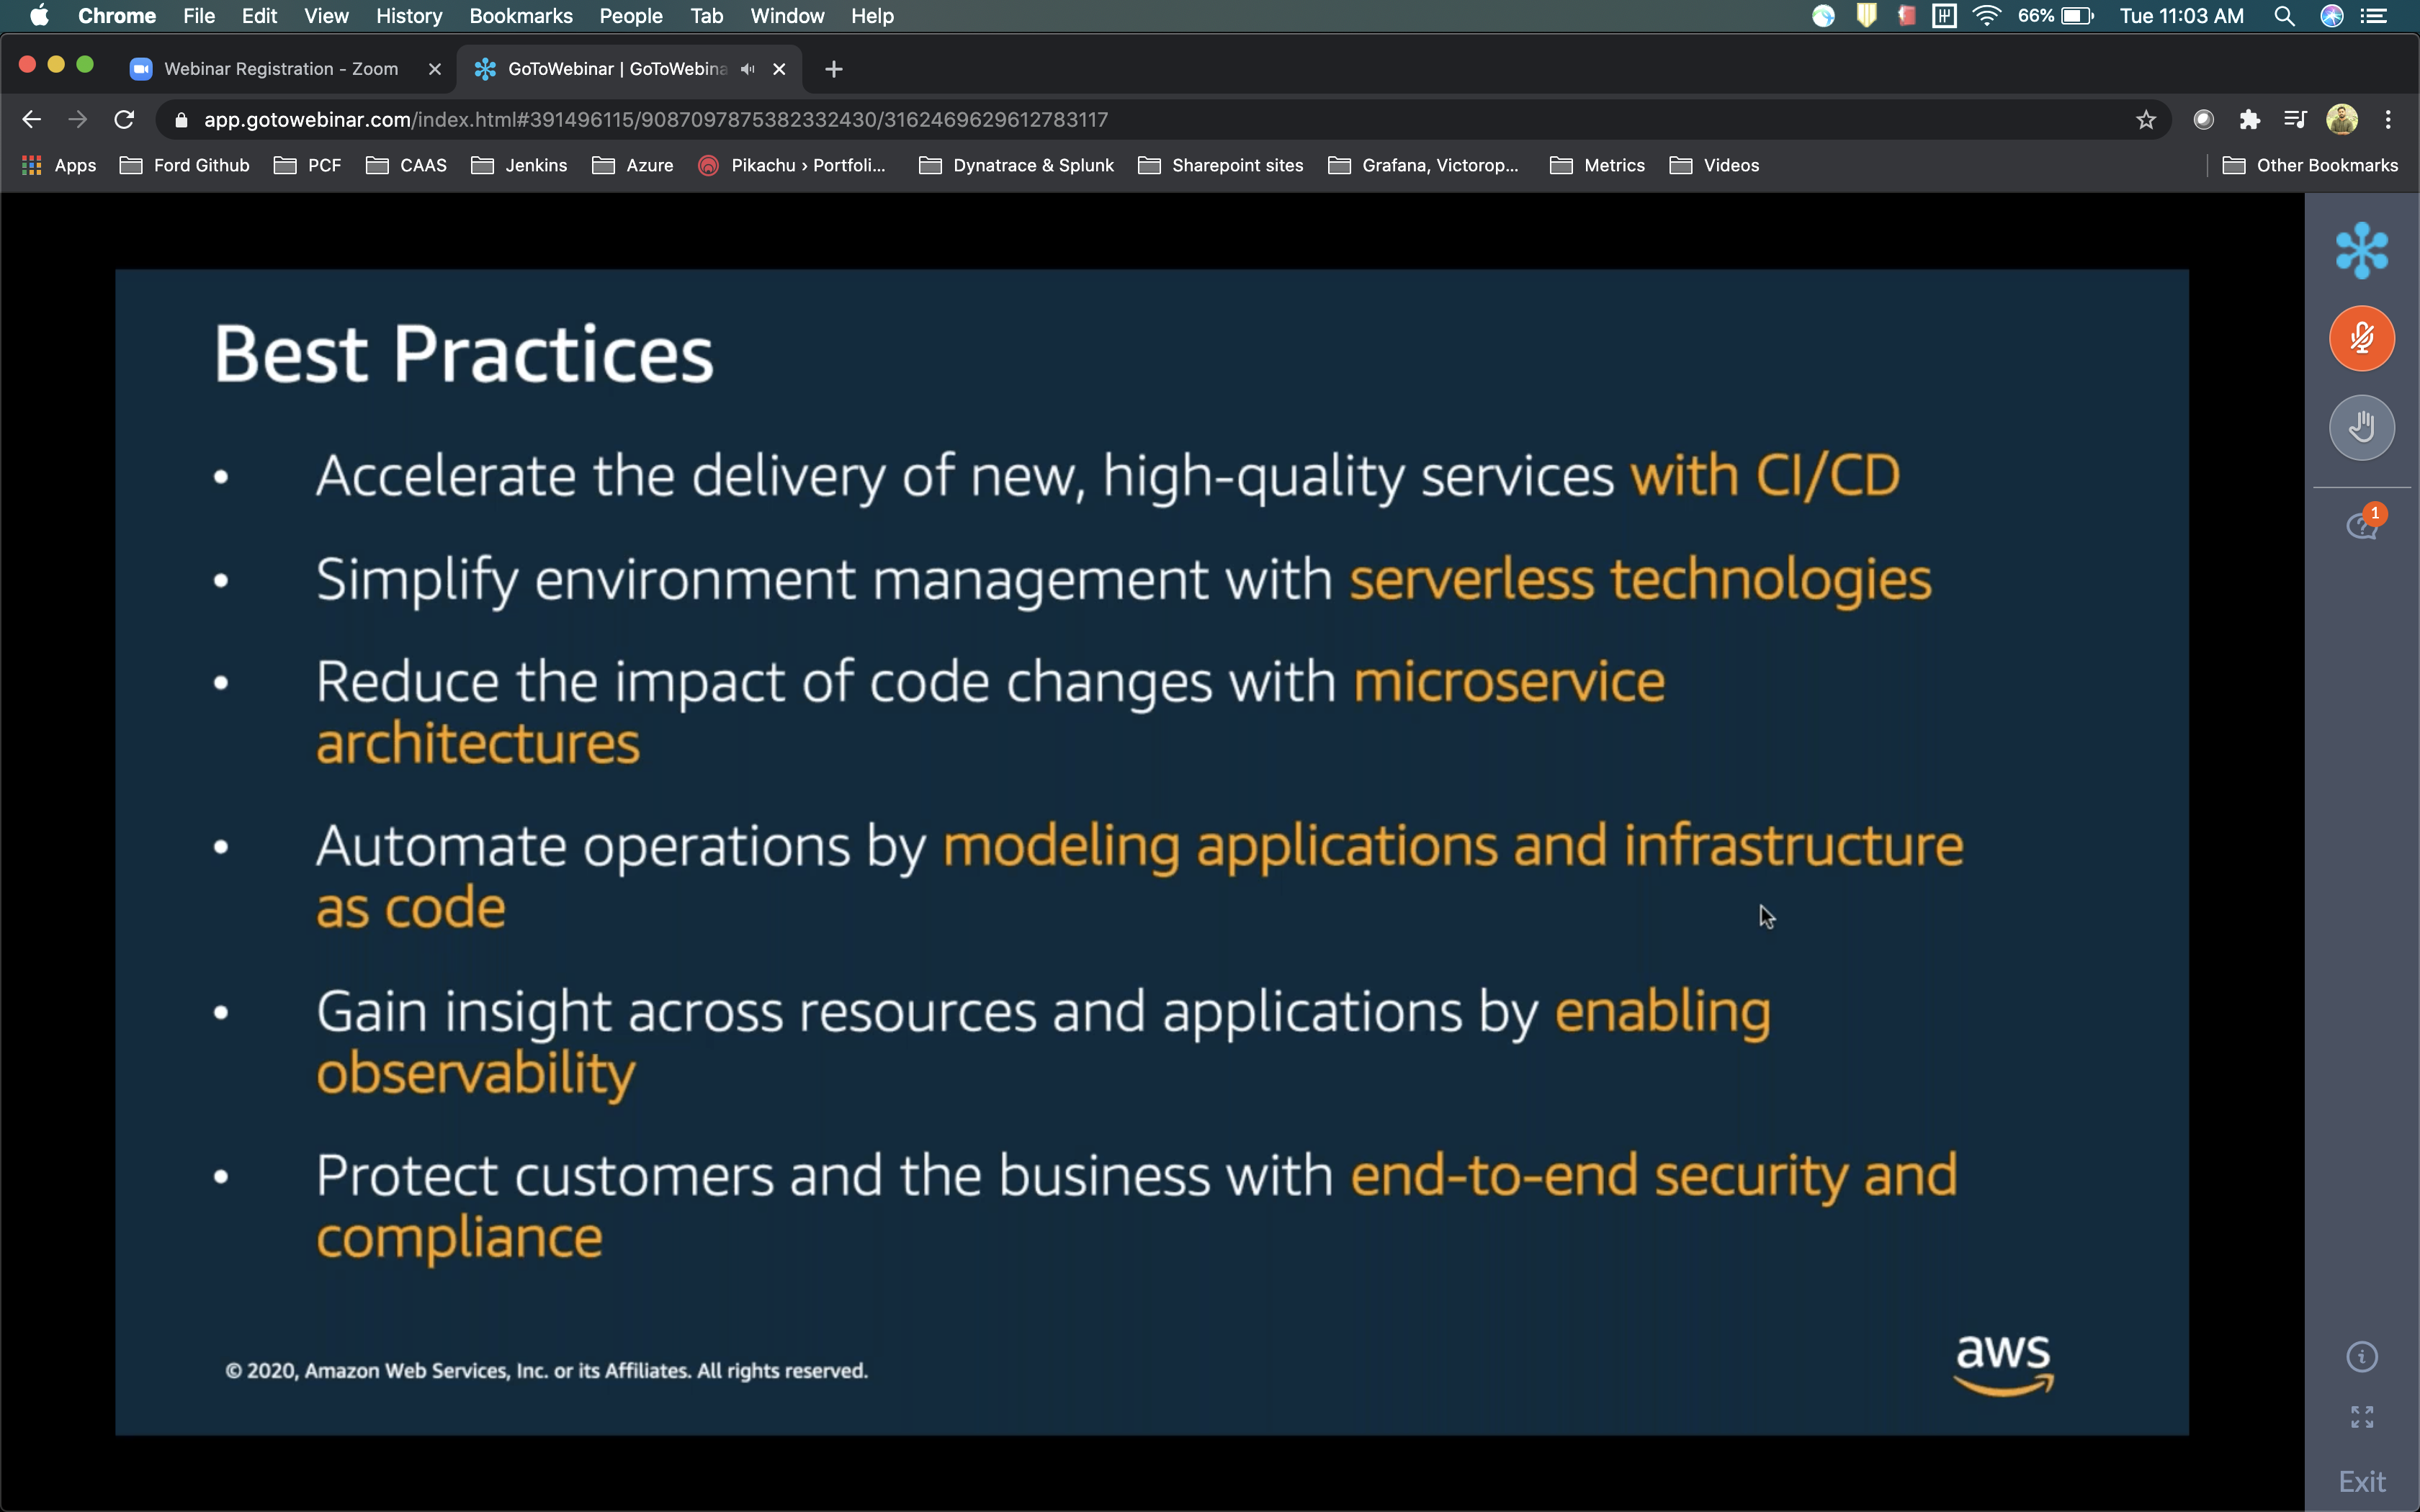 Chrome File Edit View History Bookmarks People Tab Window Help 66% Tue 11:03 AM
Webinar Registration - Zoom GoToWebinar | GoToWebina
app.gotowebinar.com/index.html#391496115/9087097875382332430/3162469629612783117
Apps Ford Github PCF CAAS Jenkins Azure Pikachu › Portfoli... Dynatrace & Splunk Sharepoint sites Grafana, Victorop... Metrics Videos Other Bookmarks
Best Practices
• Accelerate the delivery of new, high-quality services with CI/CD
• Simplify environment management with serverless technologies
• Reduce the impact of code changes with microservice
architectures
• Automate operations by modeling applications and infrastructure
as code
• Gain insight across resources and applications by enabling
observability
• Protect customers and the business with end-to-end security and
compliance
© 2020, Amazon Web Services, Inc. or its Affiliates. All rights reserved.
aws
1
Exit